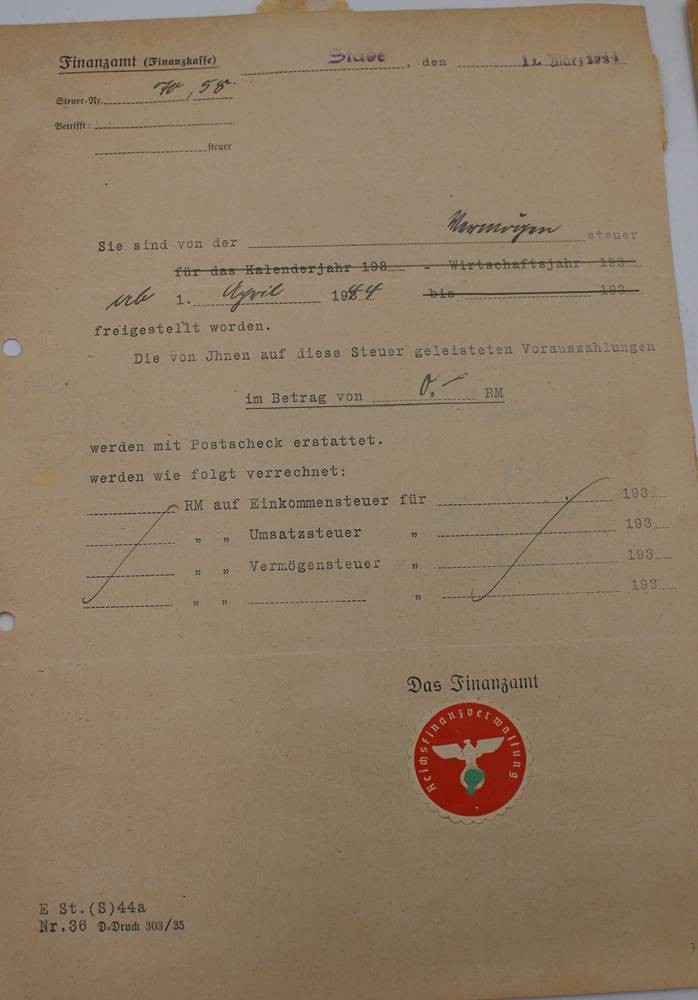 Finanzamt (Finanzkasse) Stade, den März 1944
Steuer-Nr. 70, 58
Betrifft:
steuer
Sie sind von der Vermögen steuer
für das Kalenderjahr 193 - Wirtschaftsjahr 193
ab 1. April 1944 bis 193
freigestellt worden.
Die von Jhnen auf diese Steuer geleisteten Vorauszahlungen
im Betrag von 0.- RM
werden mit Postscheck erstattet.
werden wie folgt verrechnet:
RM auf Einkommensteuer für 193
„ „ Umsatzsteuer „ 193
„ „ Vermögensteuer „ 193
„ „ „ 193
Das Finanzamt
Reichsfinanzverwaltung
E St.(S)44a
Nr.36 D-Druck 303/35